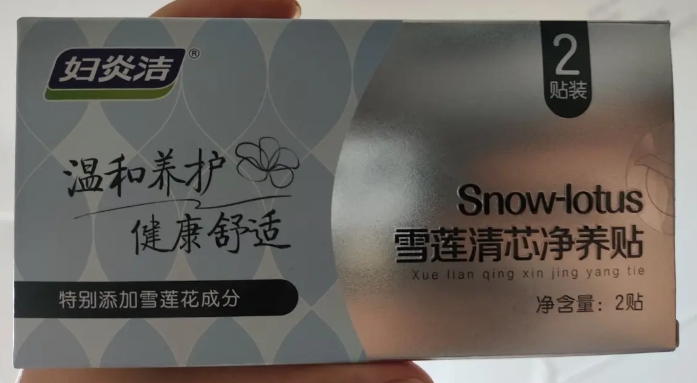 妇炎洁®
温和养护
健康舒适
特别添加雪莲花成分
2
贴装
Snow-lotus
雪莲清芯净养贴
Xue lian qing xin jing yang tie
净含量：2贴